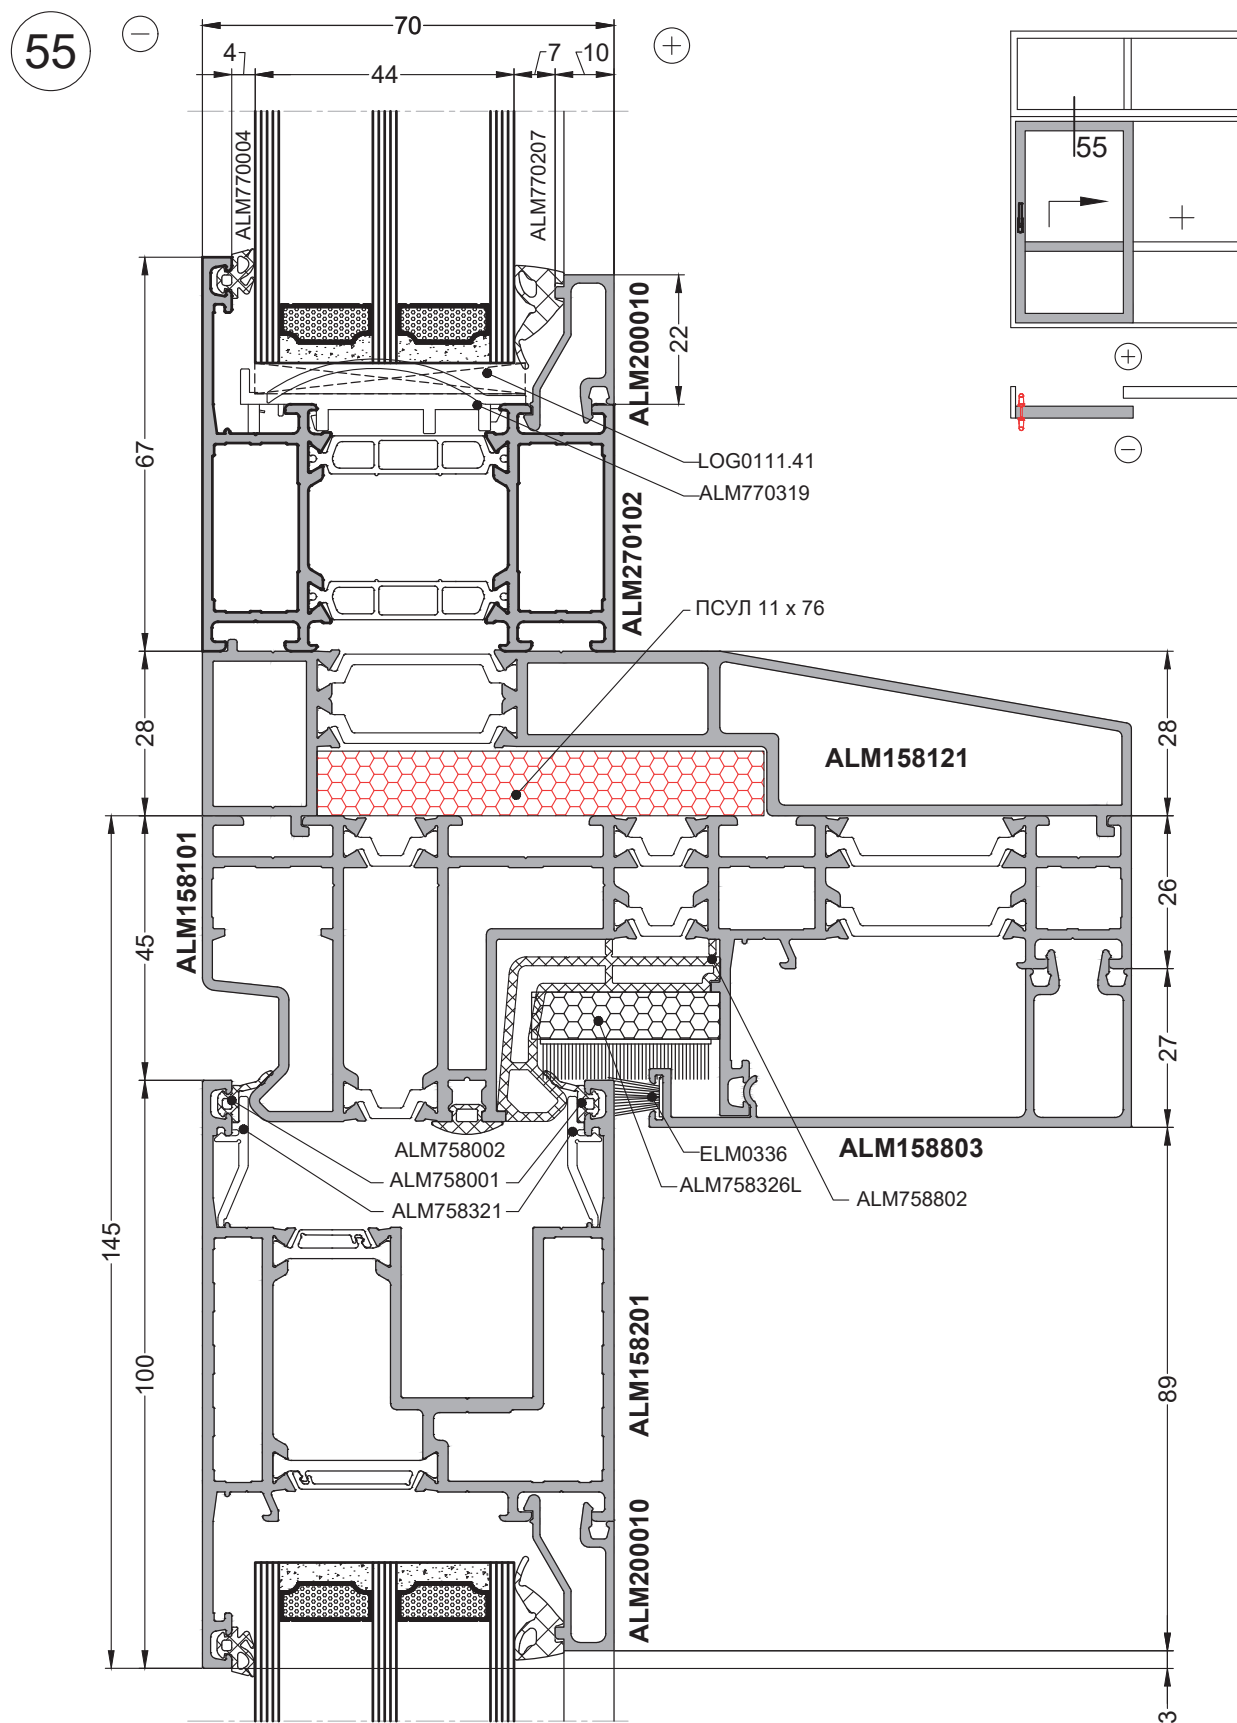 55
70
4
44
7
10
ALM770004
ALM770207
55
67
22
ALM200010
LOG0111.41
ALM770319
ALM270102
ПСУЛ 11 x 76
28
28
ALM158121
ALM158101
45
26
27
ALM758002
ALM758001
ALM758321
ELM0336
ALM758326L
ALM158803
ALM758802
145
100
ALM158201
89
ALM200010
3